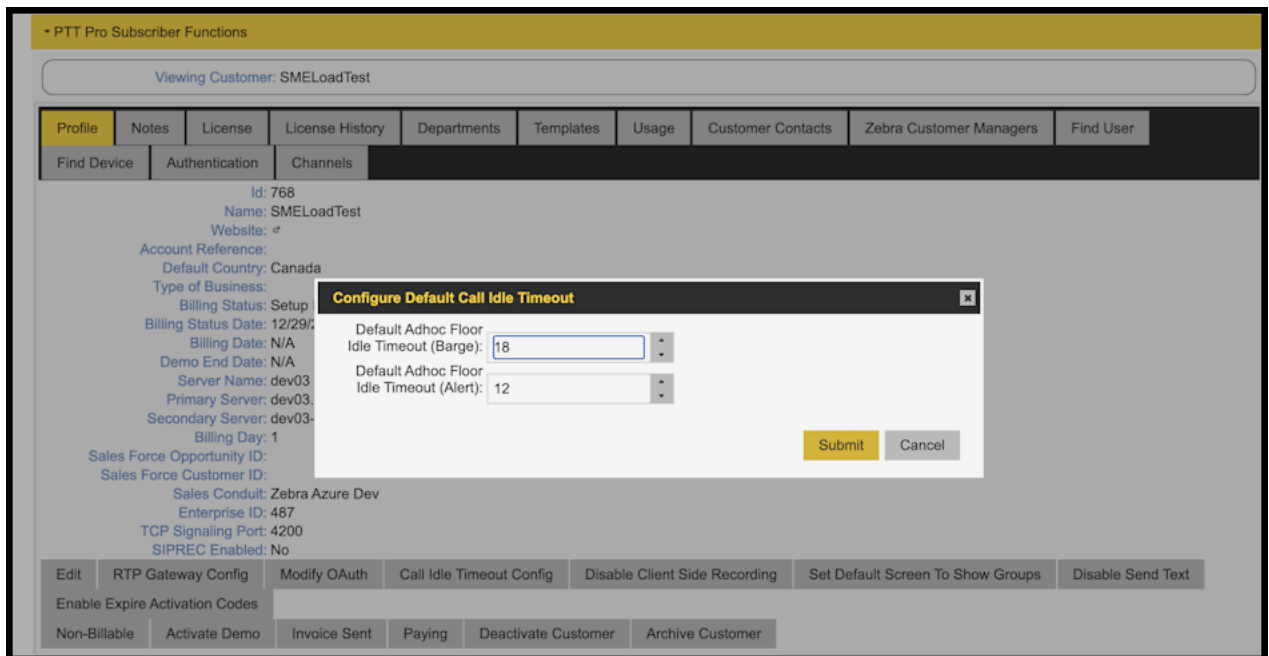 PTT Pro Subscriber Functions
Viewing Customer: SMELoadTest
Profile Notes License License History Departments Templates Usage Customer Contacts Zebra Customer Managers Find User
Find Device Authentication Channels
Id: 768
Name: SMELoadTest
Website:
Account Reference:
Default Country: Canada
Type of Business:
Billing Status: Setup
Billing Status Date: 12/29/
Billing Date: N/A
Demo End Date: N/A
Server Name: dev03
Primary Server: dev03.
Secondary Server: dev03-
Billing Day: 1
Sales Force Opportunity ID:
Sales Force Customer ID:
Sales Conduit: Zebra Azure Dev
Enterprise ID: 487
TCP Signaling Port: 4200
SIPREC Enabled: No
Configure Default Call Idle Timeout
Default Adhoc Floor
Idle Timeout (Barge): 18
Default Adhoc Floor
Idle Timeout (Alert): 12
Submit Cancel
Edit RTP Gateway Config Modify OAuth Call Idle Timeout Config Disable Client Side Recording Set Default Screen To Show Groups Disable Send Text
Enable Expire Activation Codes
Non-Billable Activate Demo Invoice Sent Paying Deactivate Customer Archive Customer